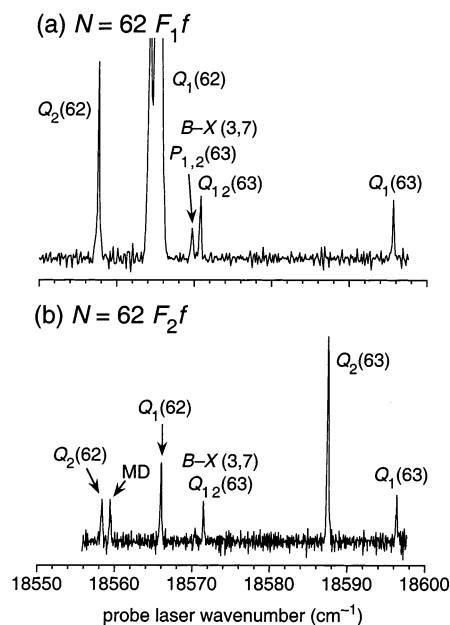 (a) N = 62 F₁f
Q₁(62)
Q₂(62)
B–X (3,7)
P₁,₂(63)
Q₁₂(63)
Q₁(63)
(b) N = 62 F₂f
Q₂(63)
Q₁(62)
Q₂(62)
MD
B–X (3,7)
Q₁₂(63)
Q₁(63)
18550 18560 18570 18580 18590 18600
probe laser wavenumber (cm⁻¹)